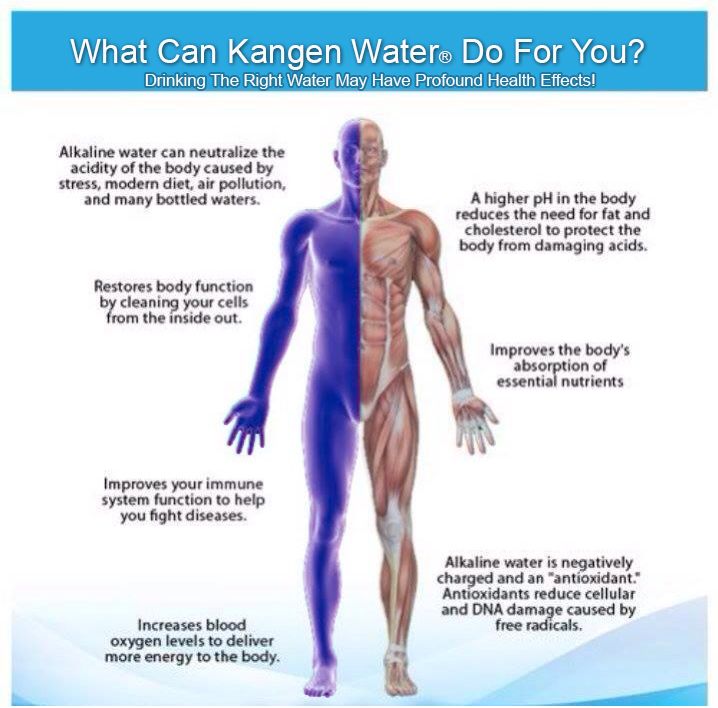 What Can Kangen Water® Do For You?
Drinking The Right Water May Have Profound Health Effects!
Alkaline water can neutralize the
acidity of the body caused by
stress, modern diet, air pollution,
and many bottled waters.
A higher pH in the body
reduces the need for fat and
cholesterol to protect the
body from damaging acids.
Restores body function
by cleaning your cells
from the inside out.
Improves the body's
absorption of
essential nutrients
Improves your immune
system function to help
you fight diseases.
Alkaline water is negatively
charged and an "antioxidant."
Antioxidants reduce cellular
and DNA damage caused by
free radicals.
Increases blood
oxygen levels to deliver
more energy to the body.